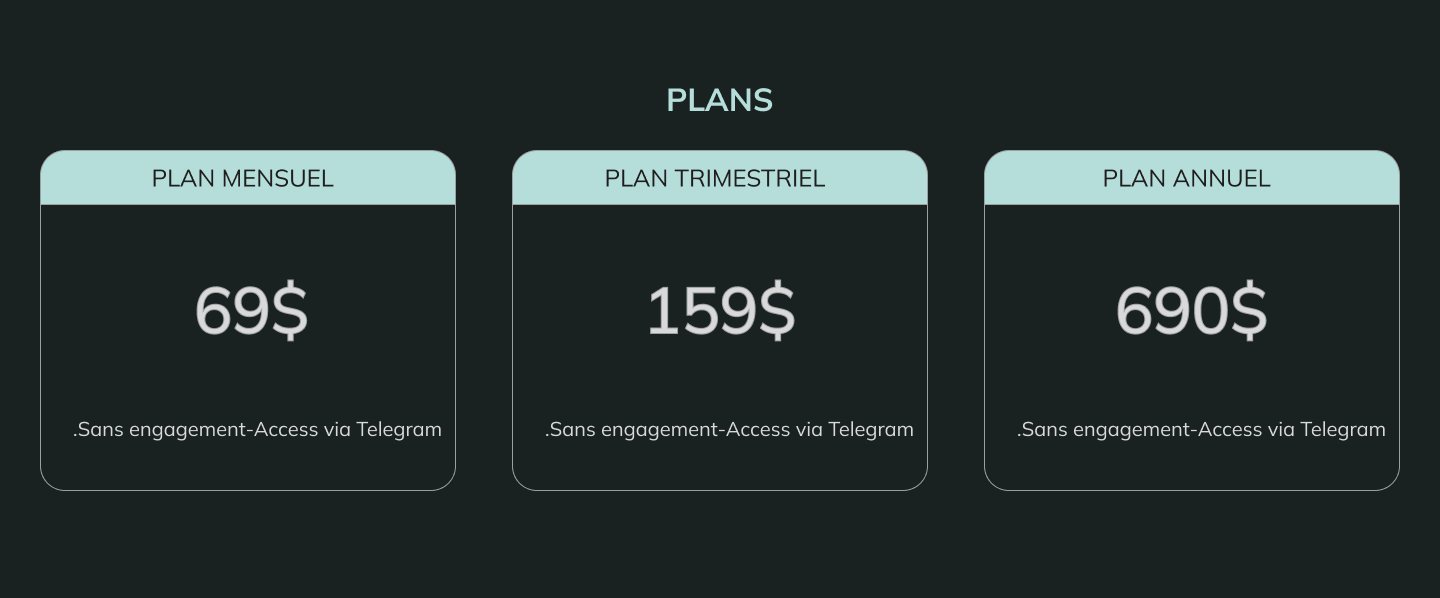 PLANS
PLAN MENSUEL
69$
.Sans engagement-Access via Telegram
PLAN TRIMESTRIEL
159$
.Sans engagement-Access via Telegram
PLAN ANNUEL
690$
.Sans engagement-Access via Telegram